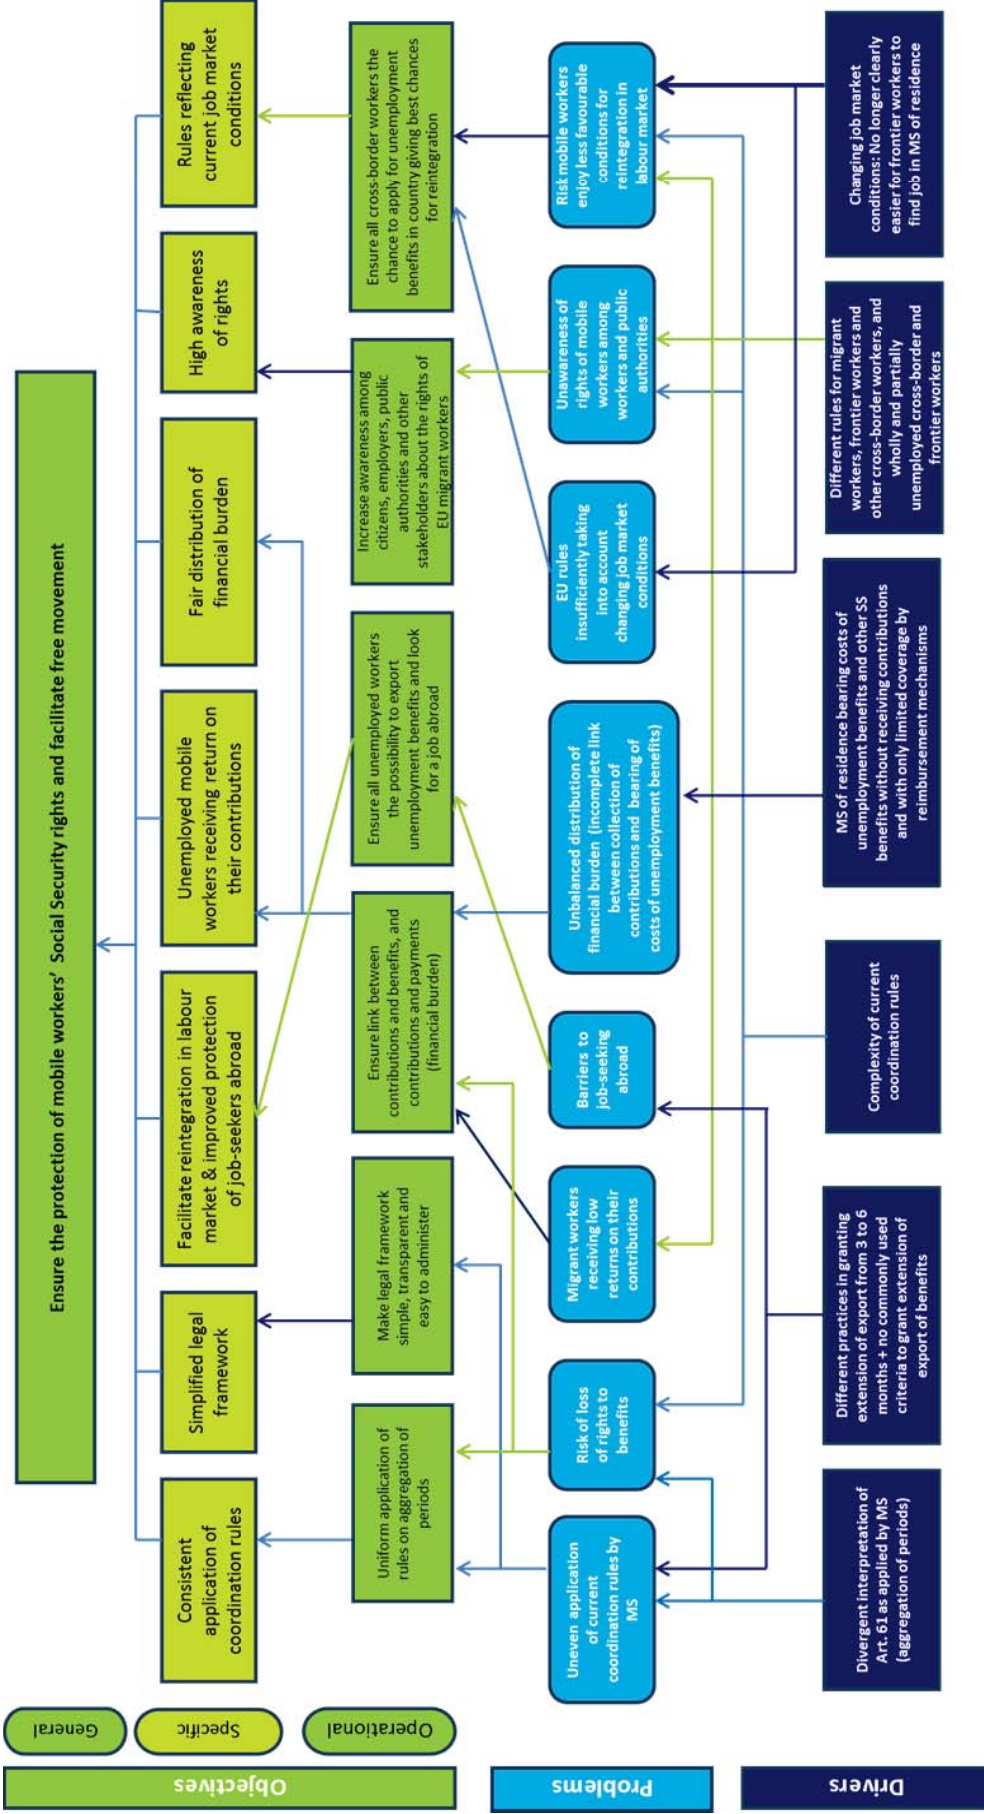 Ensure the protection of mobile workers' Social Security rights and facilitate free movement
General
Consistent
application of
coordination rules
Simplified legal
framework
Facilitate reintegration in labour
market & improved protection
of job-seekers abroad
Unemployed mobile
workers receiving return on
their contributions
Fair distribution of
financial burden
High awareness
of rights
Rules reflecting
current job market
conditions
Specific
Objectives
Uniform application of
rules on aggregation of
periods
Make legal framework
simple, transparent and
easy to administer
Ensure link between
contributions and benefits, and
contributions and payments
(financial burden)
Ensure all unemployed workers
the possibility to export
unemployment benefits and look
for a job abroad
Increase awareness among
citizens, employers, public
authorities and other
stakeholders about the rights of
EU migrant workers
Ensure all cross-border workers the
chance to apply for unemployment
benefits in country giving best chances
for reintegration
Operational
Problems
Uneven application
of current
coordination rules by
MS
Risk of loss
of rights to
benefits
Migrant workers
receiving low
returns on their
contributions
Barriers to
job-seeking
abroad
Unbalanced distribution of
financial burden (incomplete link
between collection of
contributions and bearing of
costs of unemployment benefits)
EU rules
insufficiently taking
into account
changing job market
conditions
Unawareness of
rights of mobile
workers among
workers and public
authorities
Risk mobile workers
enjoy less favourable
conditions for
reintegration in
labour market
Drivers
Divergent interpretation of
Art. 61 as applied by MS
(aggregation of periods)
Different practices in granting
extension of export from 3 to 6
months + no commonly used
criteria to grant extension of
export of benefits
Complexity of current
coordination rules
MS of residence bearing costs of
unemployment benefits and other SS
benefits without receiving contributions
and with only limited coverage by
reimbursement mechanisms
Different rules for migrant
workers, frontier workers and
other cross-border workers, and
wholly and partially
unemployed cross-border and
frontier workers
Changing job market
conditions: No longer clearly
easier for frontier workers to
find job in MS of residence